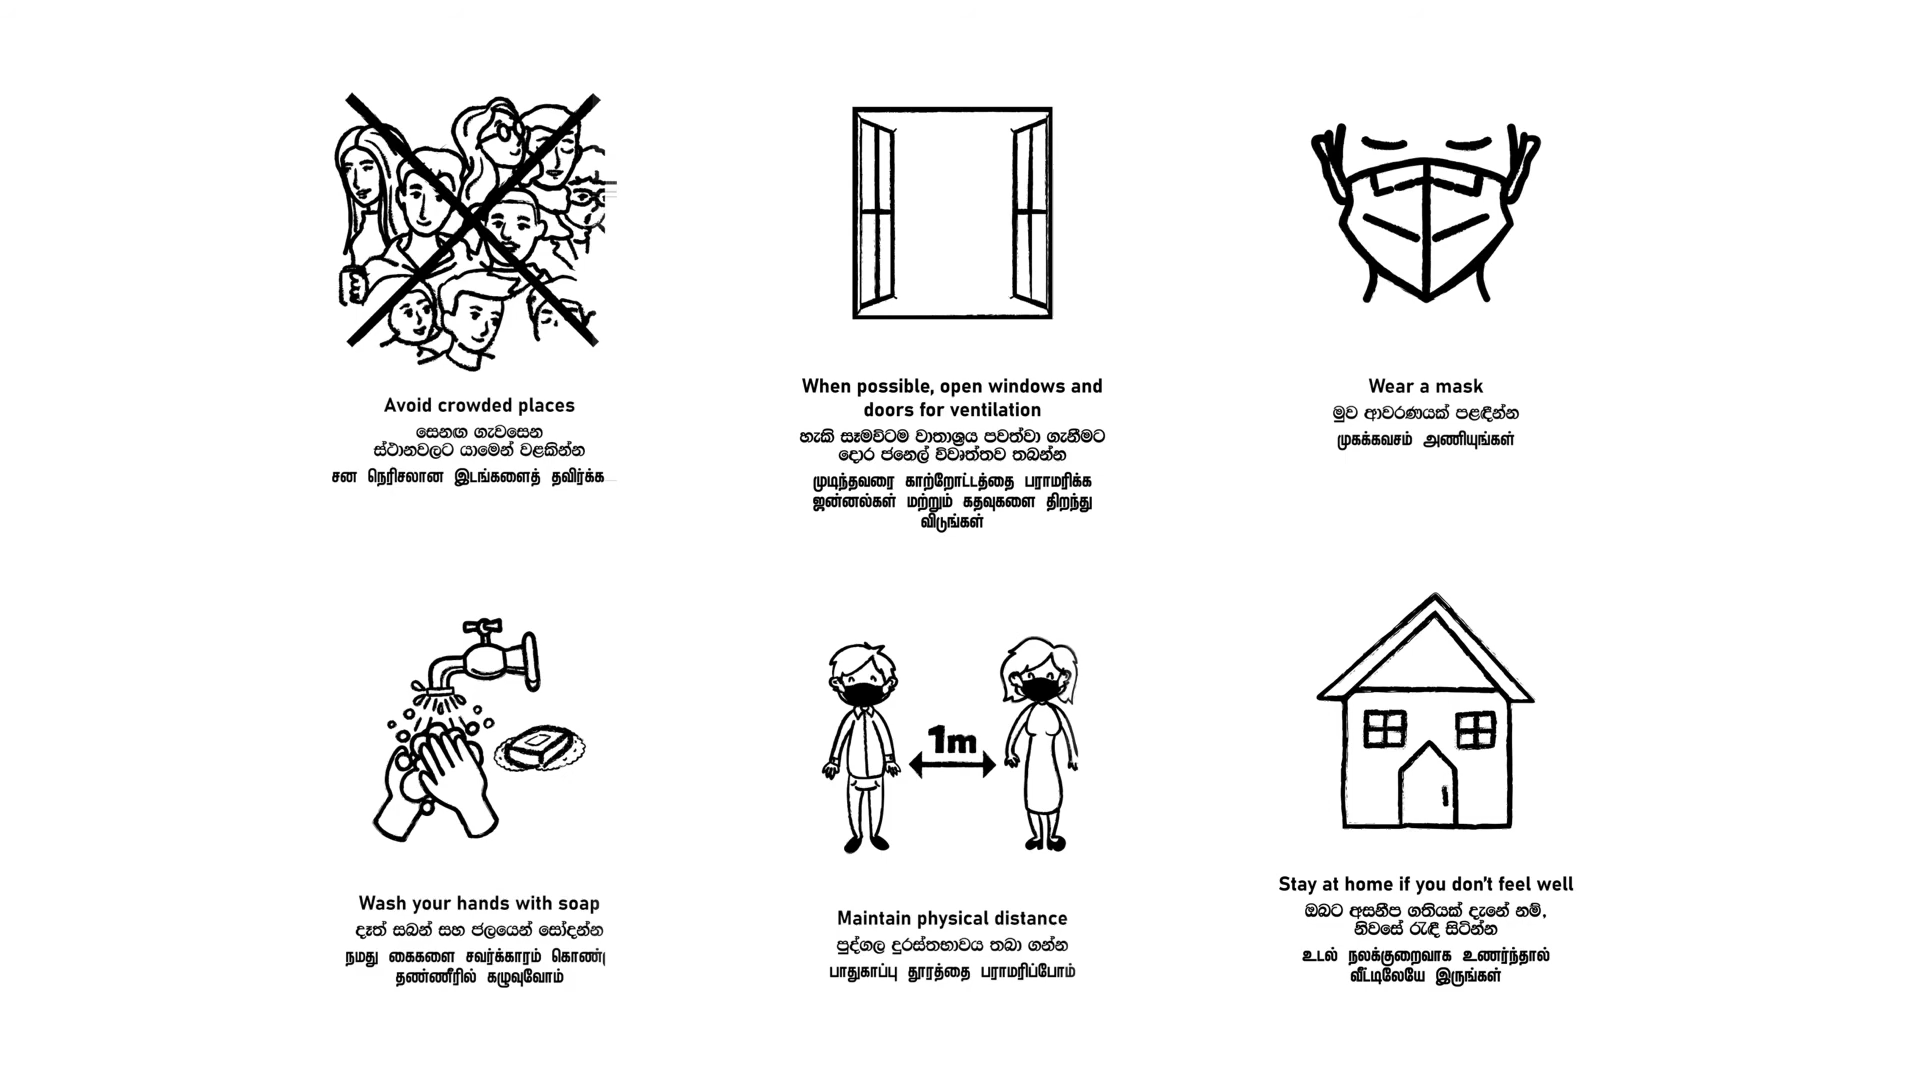 Avoid crowded places
සෙනඟ ගැවසෙන
ස්ථානවලට යාමෙන් වළකින්න
சன நெரிசலான இடங்களைத் தவிர்க்க
When possible, open windows and
doors for ventilation
හැකි සෑමවිටම වාතාශ්‍රය පවත්වා ගැනීමට
දොර ජනෙල් විවෘත්තව තබන්න
முடிந்தவரை காற்றோட்டத்தை பராமரிக்க
ஜன்னல்கள் மற்றும் கதவுகளை திறந்து
விடுங்கள்
Wear a mask
මුව ආවරණයක් පළඳින්න
முகக்கவசம் அணியுங்கள்
Wash your hands with soap
දෑත් සබන් සහ ජලයෙන් සෝදන්න
நமது கைகளை சவர்க்காரம்
தண்ணீரில் கழுவுவோம்
1m
Maintain physical distance
පුද්ගල දුරස්තභාවය තබා ගන්න
பாதுகாப்பு தூரத்தை பராமரிப்போம்
Stay at home if you don't feel well
ඔබට අසනීප ගතියක් දැනේ නම්,
නිවසේ රැඳී සිටින්න
உடல் நலக்குறைவாக உணர்ந்தால்
வீட்டிலேயே இருங்கள்